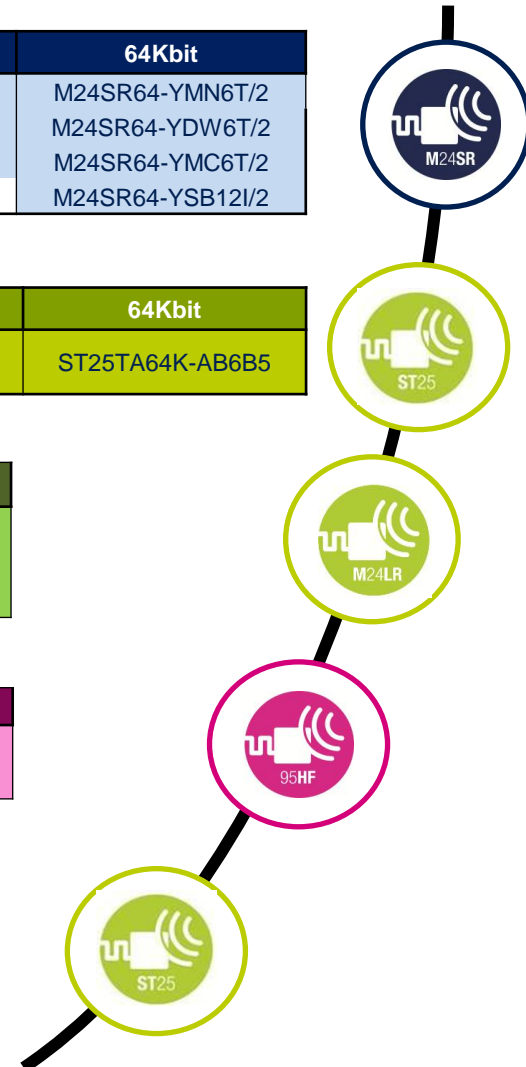 64Kbit
M24SR64-YMN6T/2
M24SR64-YDW6T/2
M24SR64-YMC6T/2
M24SR64-YSB12I/2
M24SR
64Kbit
ST25TA64K-AB6B5
ST25
M24LR
95HF
ST25